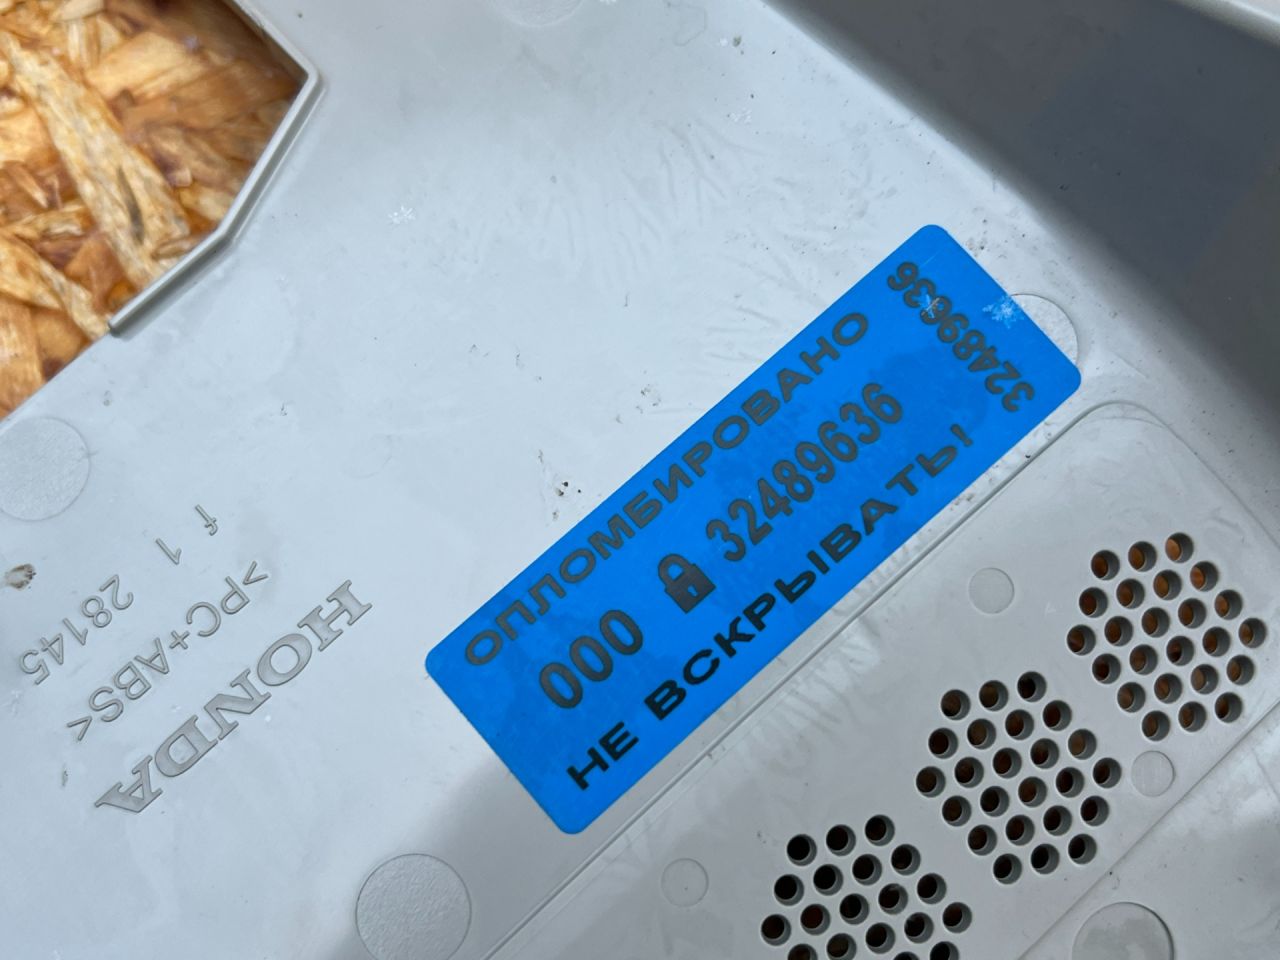 ОПЛОМБИРОВАНО
000 32489636
НЕ ВСКРЫВАТЬ!
32489636
HONDA
>PC+ABS<
f 1 28145